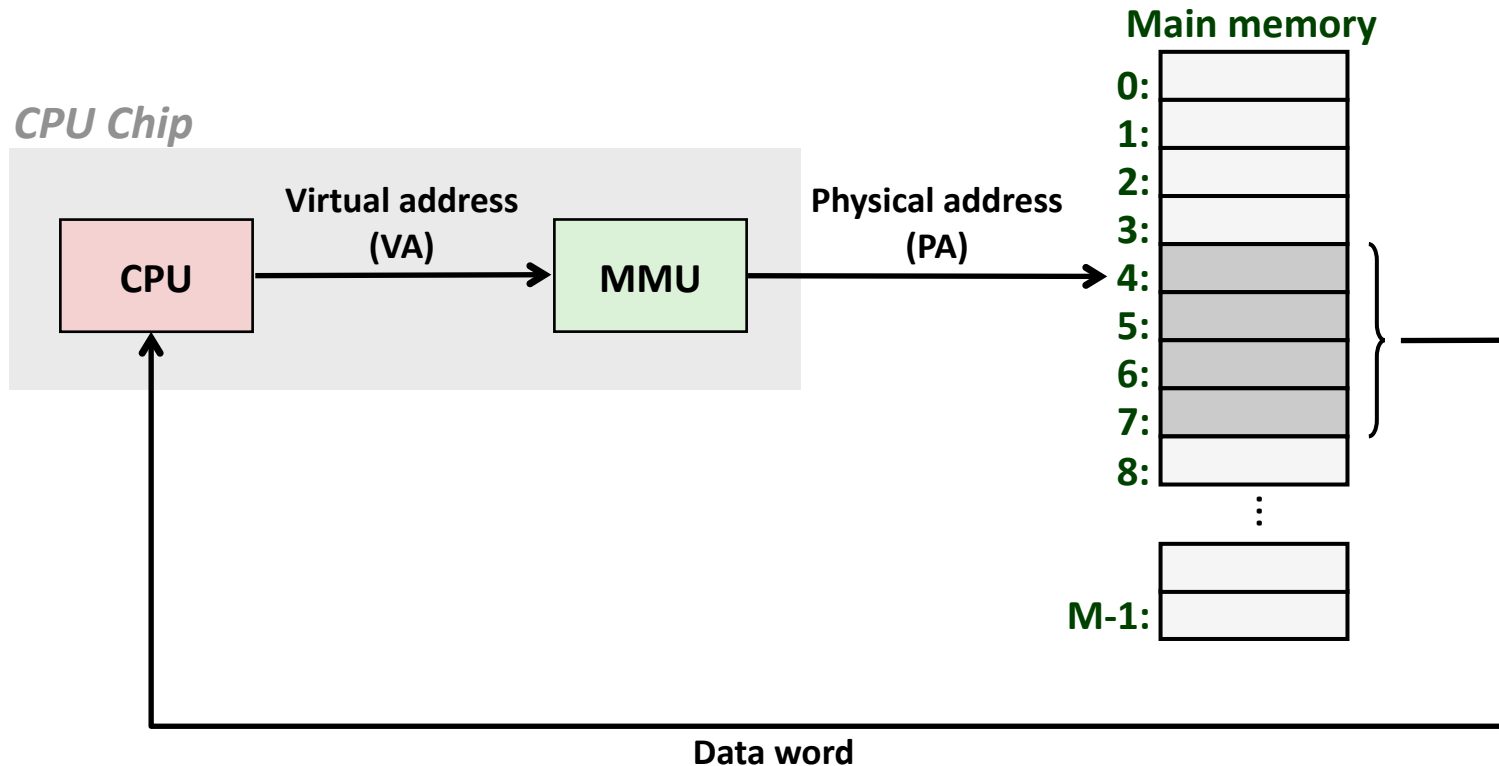 Main memory
CPU Chip
0:
1:
2:
3:
4:
5:
6:
7:
8:
⋮
M-1:
Virtual address
(VA)
Physical address
(PA)
CPU
MMU
Data word